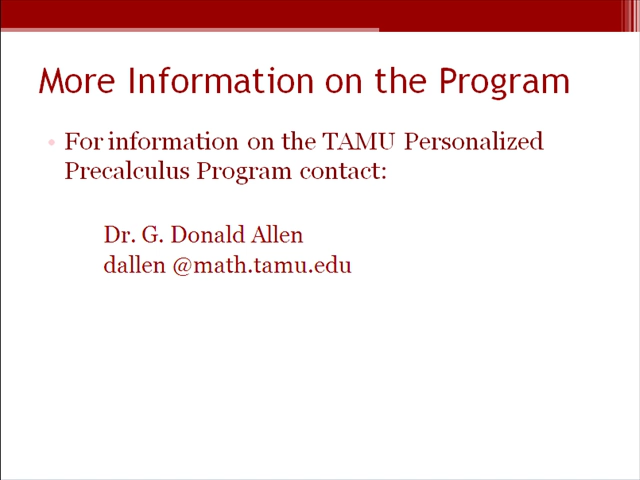 More Information on the Program
• For information on the TAMU Personalized
Precalculus Program contact:
Dr. G. Donald Allen
dallen @math.tamu.edu